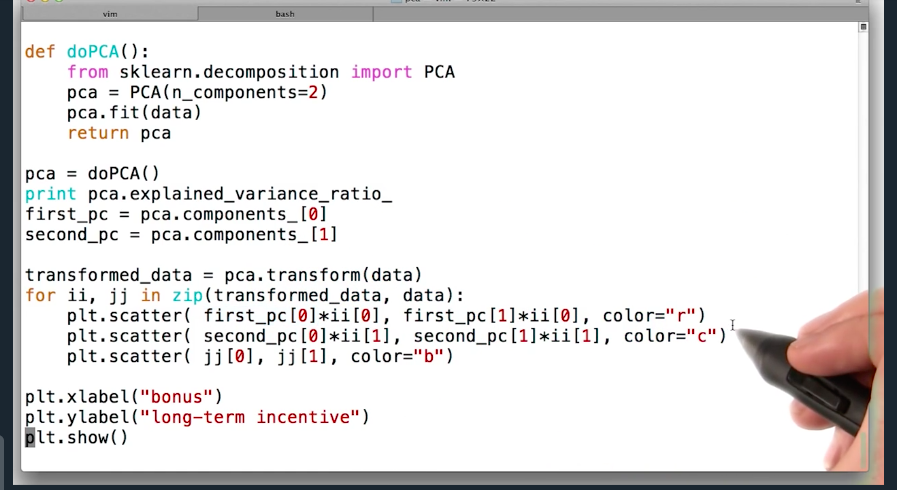 vim
bash
def doPCA():
    from sklearn.decomposition import PCA
    pca = PCA(n_components=2)
    pca.fit(data)
    return pca
pca = doPCA()
print pca.explained_variance_ratio_
first_pc = pca.components_[0]
second_pc = pca.components_[1]
transformed_data = pca.transform(data)
for ii, jj in zip(transformed_data, data):
    plt.scatter( first_pc[0]*ii[0], first_pc[1]*ii[0], color="r")
    plt.scatter( second_pc[0]*ii[1], second_pc[1]*ii[1], color="c")
    plt.scatter( jj[0], jj[1], color="b")
plt.xlabel("bonus")
plt.ylabel("long-term incentive")
plt.show()